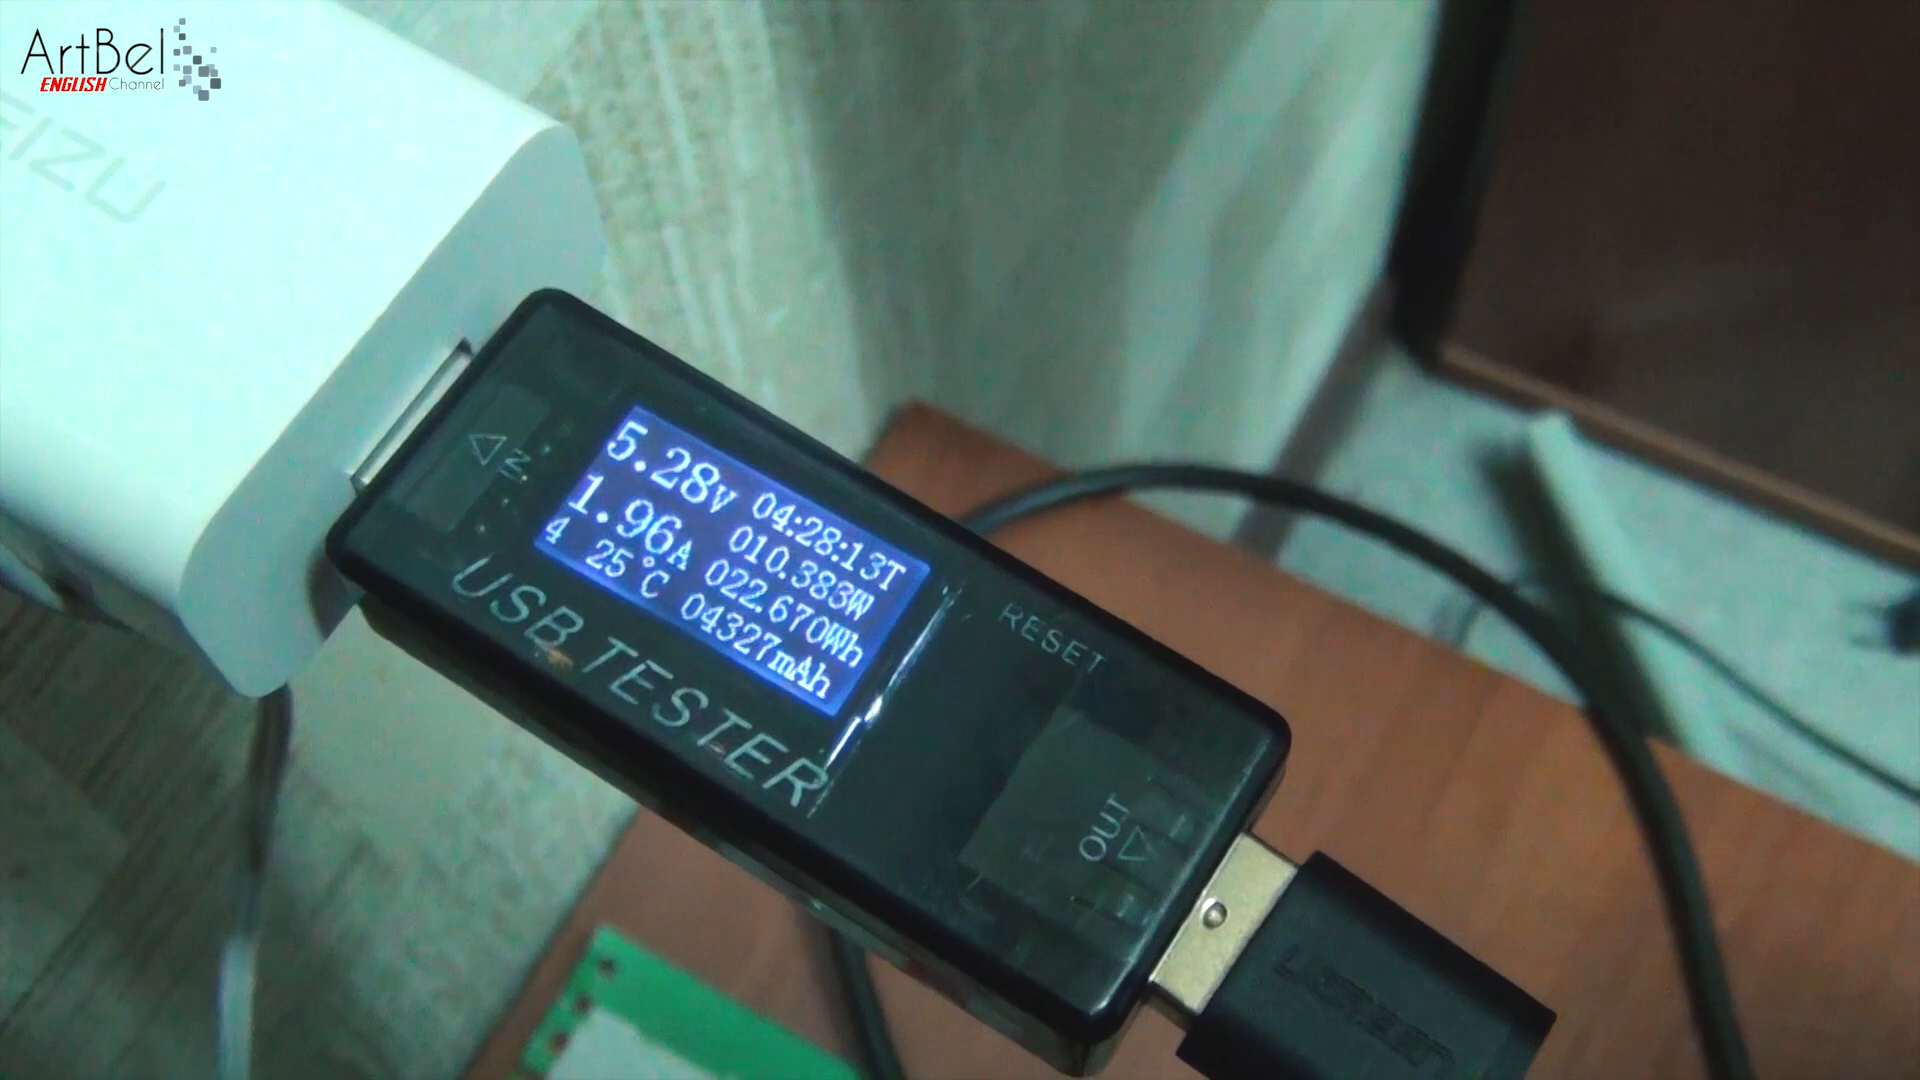 ArtBel
ENGLISH Channel
EIZU
IN
5.28V 04:28:13T
1.96A 010.383W
022.670Wh
4 25°C 04327mAh
USB TESTER
RESET
OUT
UGREEN